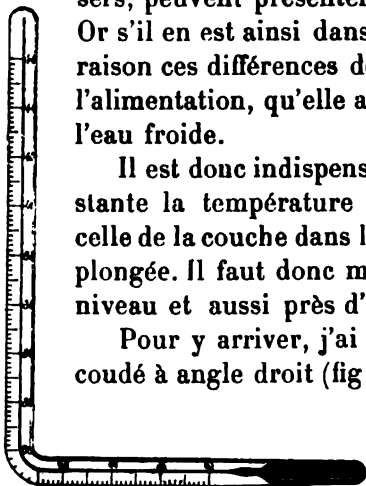 sers, peuvent présenter
Or s'il en est ainsi dans
raison ces différences d
l'alimentation, qu'elle a
l'eau froide.
Il est donc indispens
stante la température
celle de la couche dans l
plongée. Il faut donc m
niveau et aussi près d'
Pour y arriver, j'ai
coudé à angle droit (fig